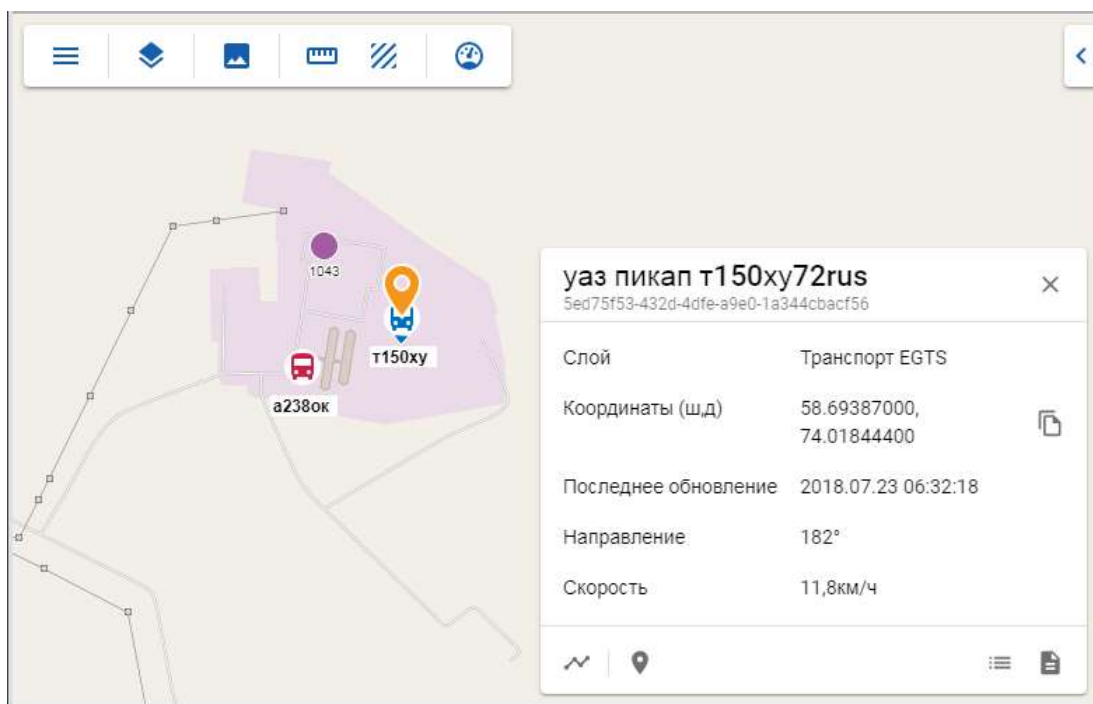 1043
т150ху
а238ок
уаз пикап т150ху72rus
5ed75f53-432d-4dfe-a9e0-1a344cbacf56
Слой Транспорт EGTS
Координаты (ш,д) 58.69387000,
74.01844400
Последнее обновление 2018.07.23 06:32:18
Направление 182°
Скорость 11,8км/ч